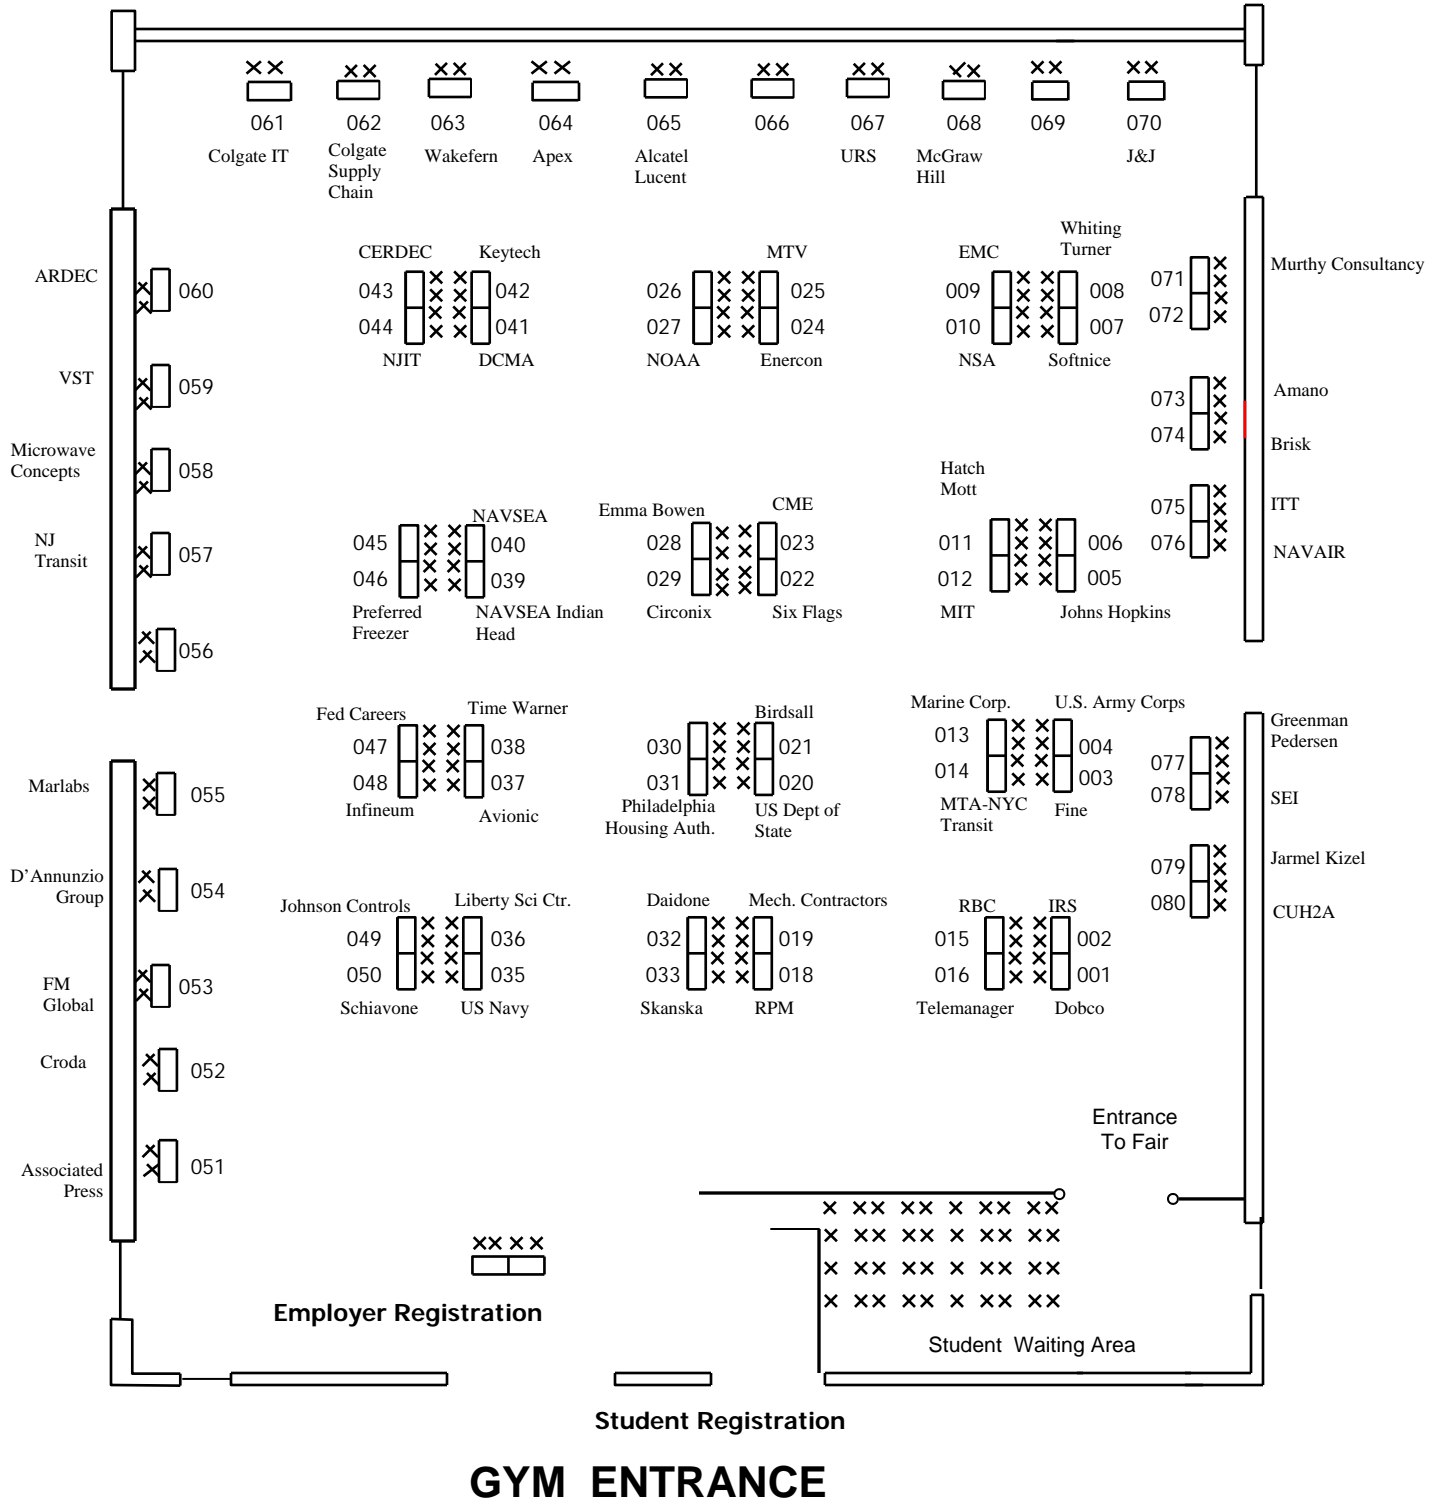 061 062 063 064 065 066 067 068 069 070
Colgate IT
Colgate
Supply
Chain
Wakefern
Apex
Alcatel
Lucent
URS
McGraw
Hill
J&J
ARDEC
060
VST
059
Microwave
Concepts
058
NJ
Transit
057
056
CERDEC
Keytech
043
042
044
041
NJIT
DCMA
MTV
026
025
027
024
NOAA
Enercon
EMC
Whiting
Turner
009
008
010
007
NSA
Softnice
071
Murthy Consultancy
072
073
Amano
074
Brisk
075
ITT
076
NAVAIR
NAVSEA
045
040
046
039
Preferred
Freezer
NAVSEA Indian
Head
Emma Bowen
CME
028
023
029
022
Circonix
Six Flags
Hatch
Mott
011
006
012
005
MIT
Johns Hopkins
Fed Careers
Time Warner
047
038
048
037
Infineum
Avionic
Birdsall
030
021
031
020
Philadelphia
Housing Auth.
US Dept of
State
Marine Corp.
U.S. Army Corps
013
004
014
003
MTA-NYC
Transit
Fine
Greenman
Pedersen
077
078
SEI
079
Jarmel Kizel
080
CUH2A
Marlabs
055
D'Annunzio
Group
054
FM
Global
053
Croda
052
Associated
Press
051
Johnson Controls
Liberty Sci Ctr.
049
036
050
035
Schiavone
US Navy
Daidone
Mech. Contractors
032
019
033
018
Skanska
RPM
RBC
IRS
015
002
016
001
Telemanager
Dobco
Entrance
To Fair
Employer Registration
Student Waiting Area
Student Registration
GYM ENTRANCE